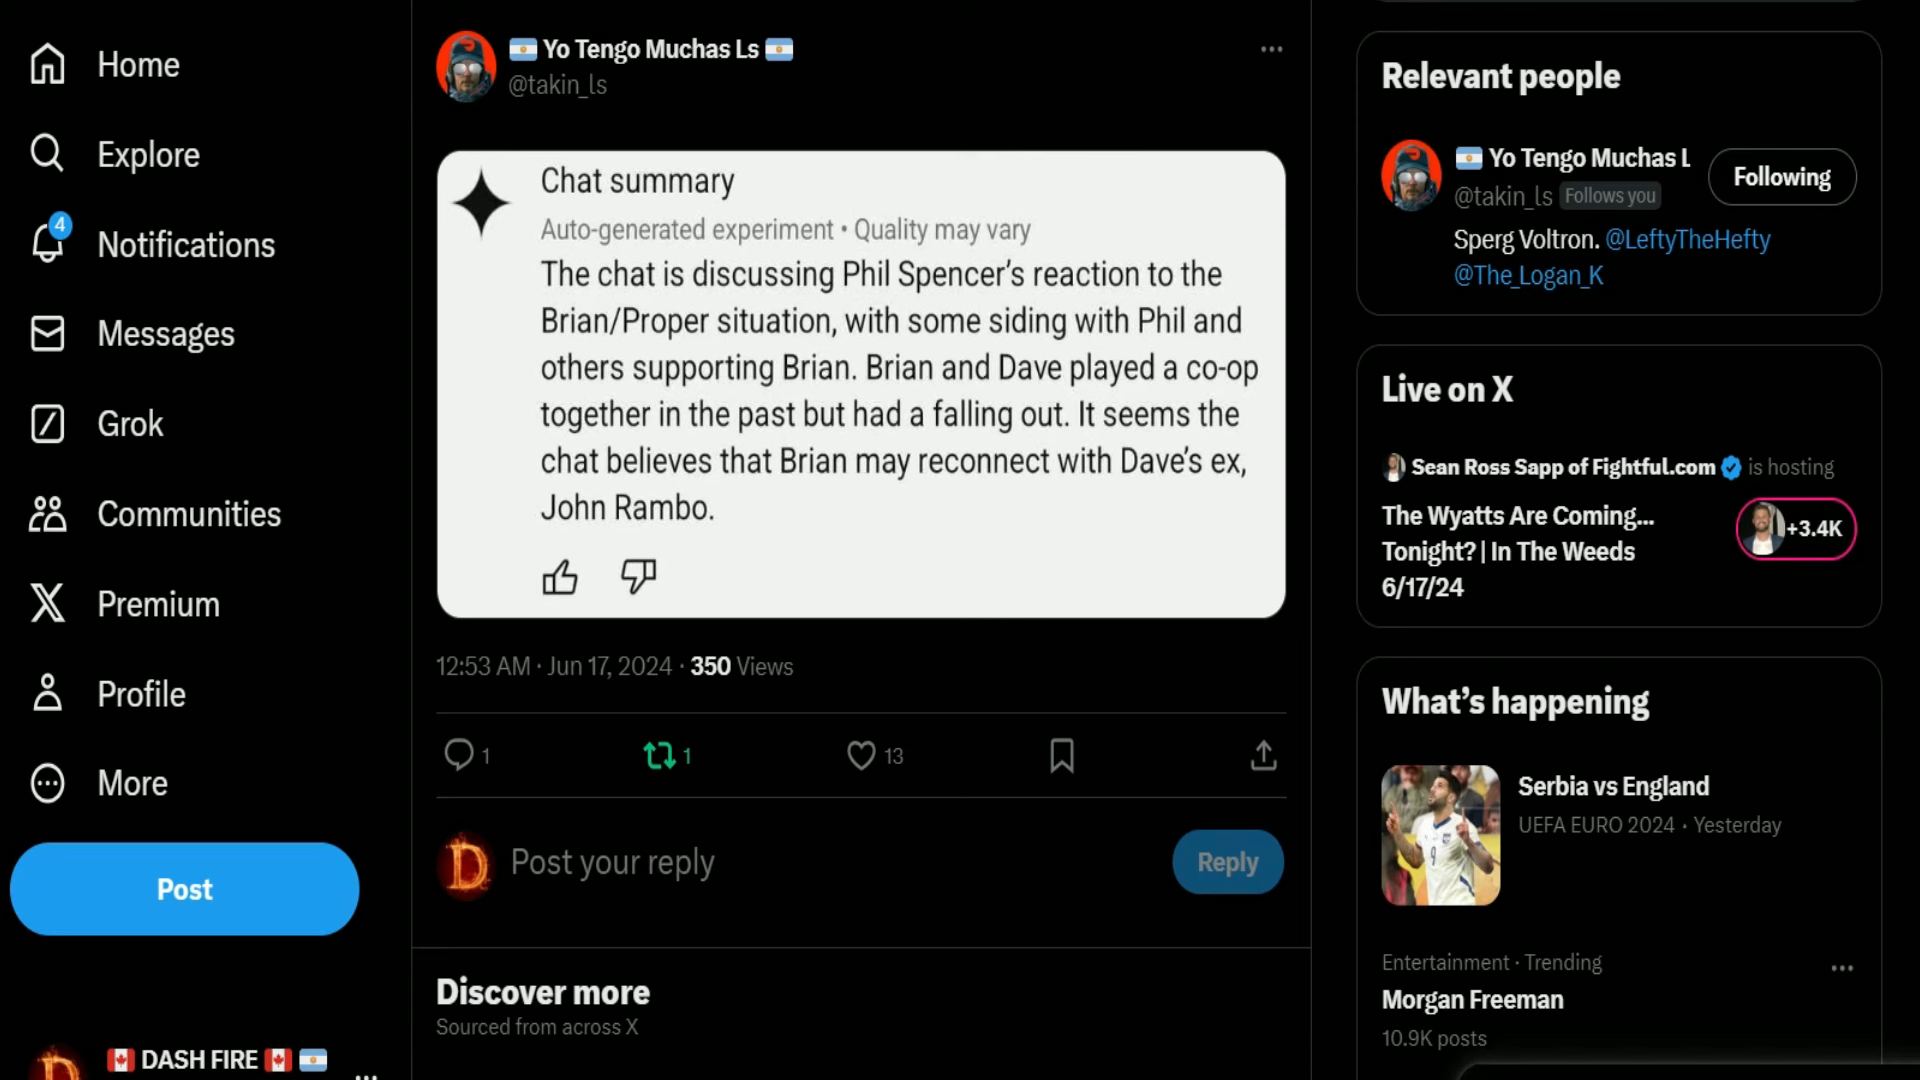 Home
Explore
4
Notifications
Messages
Grok
Communities
Premium
Profile
More
Post
DASH FIRE
Yo Tengo Muchas Ls
@takin_ls
Chat summary
Auto-generated experiment • Quality may vary
The chat is discussing Phil Spencer’s reaction to the
Brian/Proper situation, with some siding with Phil and
others supporting Brian. Brian and Dave played a co-op
together in the past but had a falling out. It seems the
chat believes that Brian may reconnect with Dave’s ex,
John Rambo.
12:53 AM · Jun 17, 2024 · 350 Views
1
1
13
Post your reply
Reply
Discover more
Sourced from across X
Relevant people
Yo Tengo Muchas L
@takin_ls Follows you
Following
Sperg Voltron. @LeftyTheHefty
@The_Logan_K
Live on X
Sean Ross Sapp of Fightful.com is hosting
The Wyatts Are Coming...
Tonight? | In The Weeds
6/17/24
+3.4K
What’s happening
Serbia vs England
UEFA EURO 2024 · Yesterday
Entertainment · Trending
Morgan Freeman
10.9K posts